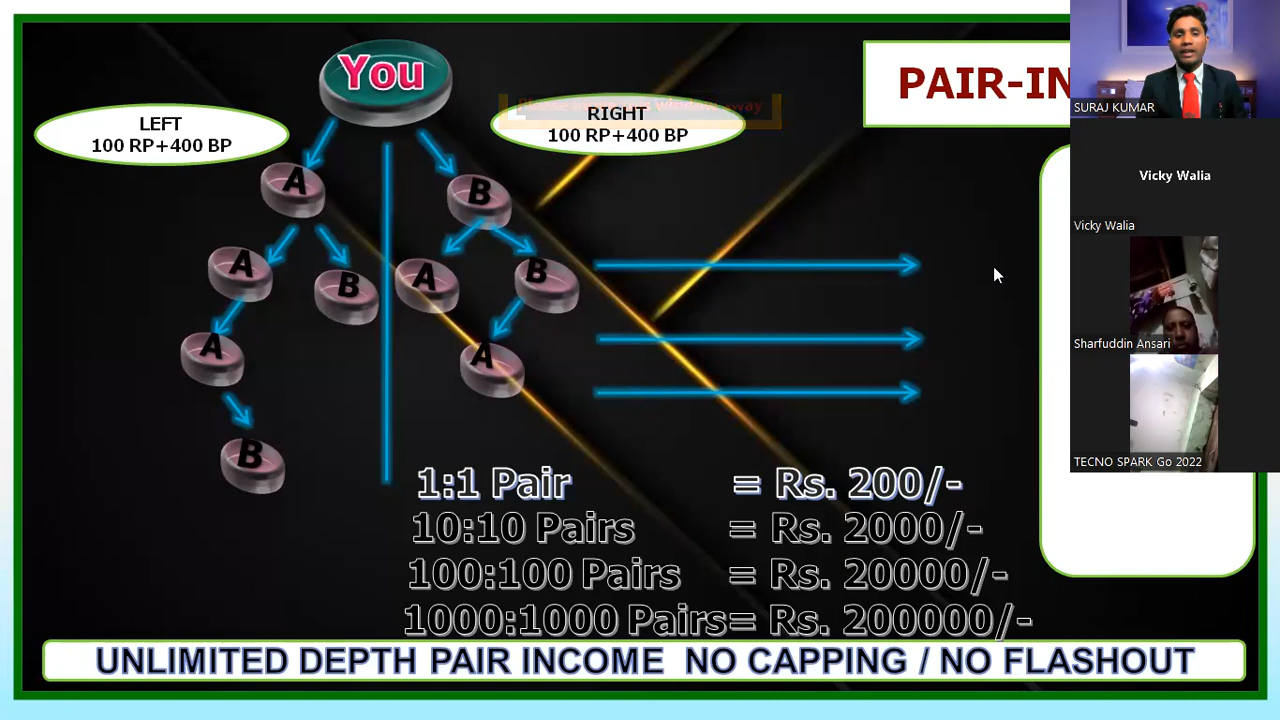 You
PAIR-IN
LEFT
100 RP+400 BP
RIGHT
100 RP+400 BP
A
B
A
B
A
B
A
A
B
1:1 Pair = Rs. 200/-
10:10 Pairs = Rs. 2000/-
100:100 Pairs = Rs. 20000/-
1000:1000 Pairs= Rs. 200000/-
UNLIMITED DEPTH PAIR INCOME NO CAPPING / NO FLASHOUT
SURAJ KUMAR
Vicky Walia
Vicky Walia
Sharfuddin Ansari
TECNO SPARK Go 2022